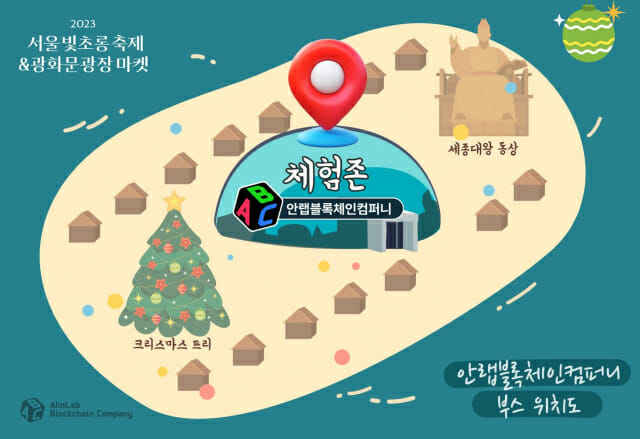 2023
서울빛초롱축제
&광화문광장 마켓
세종대왕 동상
체험존
A B C
안랩블록체인컴퍼니
크리스마스 트리
안랩블록체인컴퍼니
부스 위치도
ABC
AhnLab
Blockchain Company